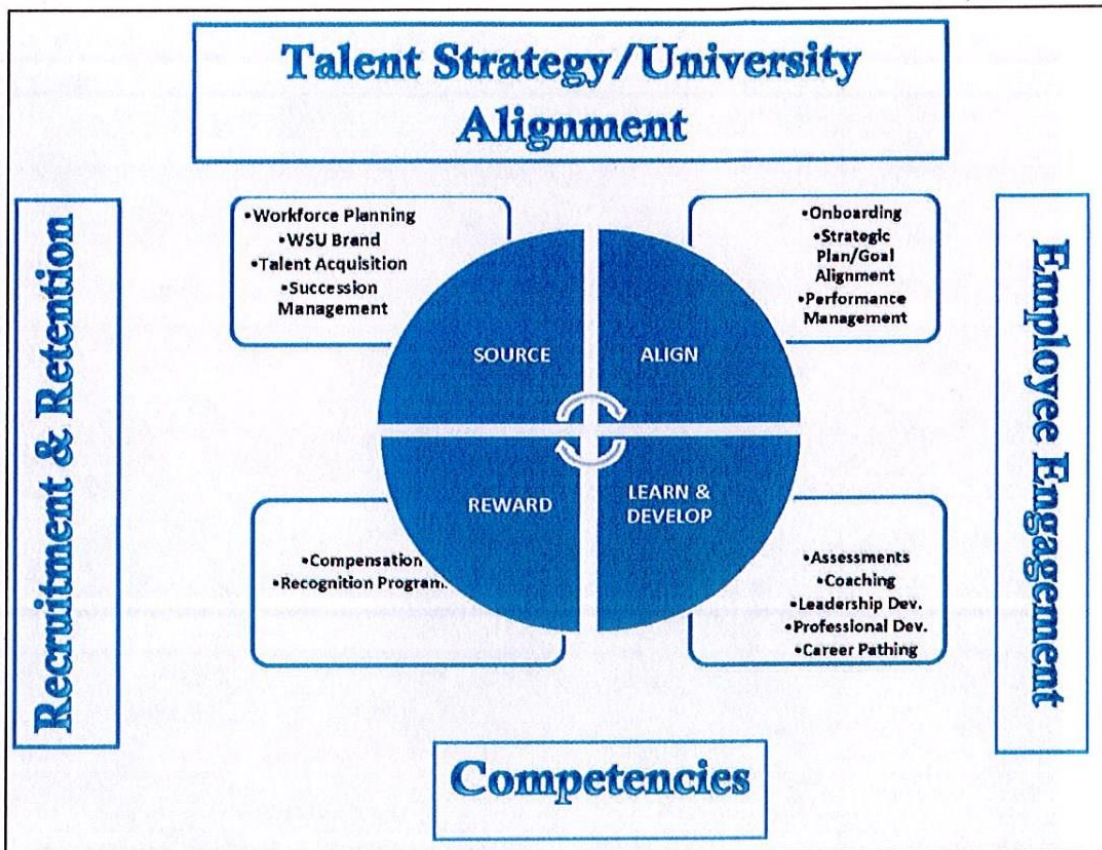 Talent Strategy/University
Alignment
Recruitment & Retention
•Workforce Planning
•WSU Brand
•Talent Acquisition
•Succession
Management
•Onboarding
•Strategic
Plan/Goal
Alignment
•Performance
Management
SOURCE
ALIGN
REWARD
LEARN &
DEVELOP
•Compensation
•Recognition Program
•Assessments
•Coaching
•Leadership Dev.
•Professional Dev.
•Career Pathing
Employee Engagement
Competencies